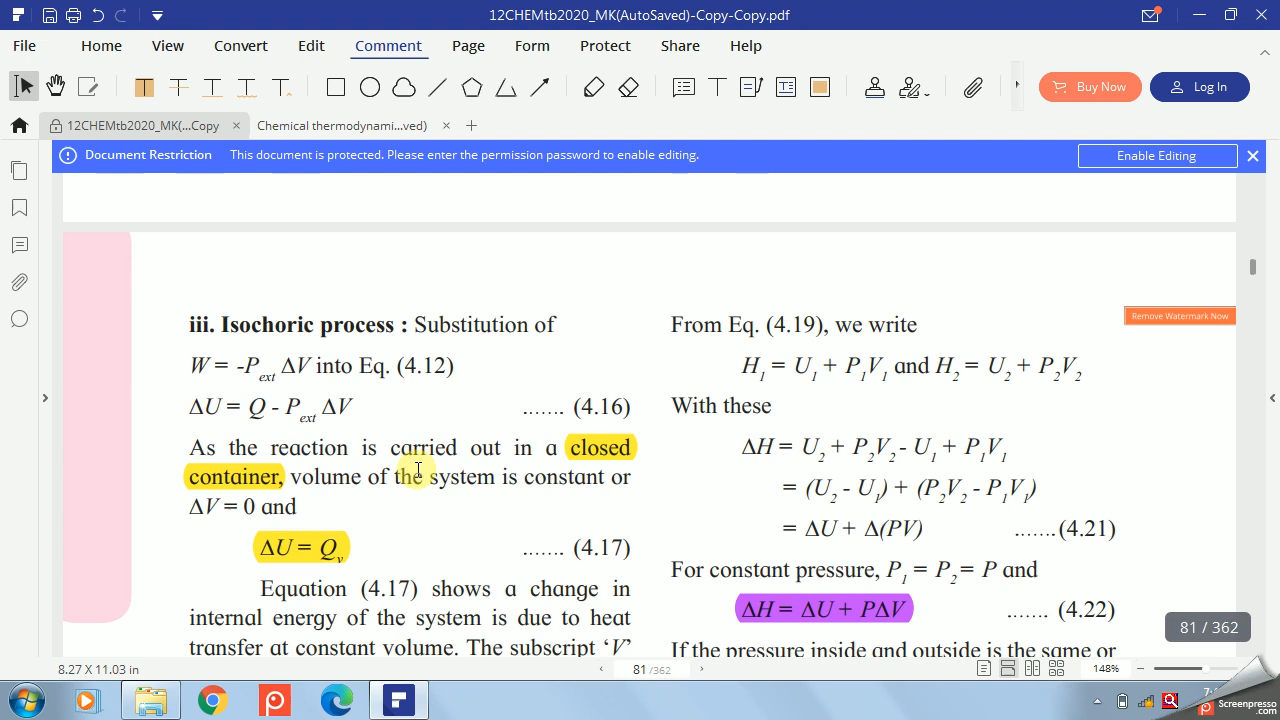 12CHEMtb2020_MK(AutoSaved)-Copy-Copy.pdf
File Home View Convert Edit Comment Page Form Protect Share Help
Buy Now
Log In
12CHEMtb2020_MK(...Copy
Chemical thermodynami...ved)
Document Restriction This document is protected. Please enter the permission password to enable editing.
Enable Editing
iii. Isochoric process : Substitution of
W = -Pext ΔV into Eq. (4.12)
ΔU = Q - Pext ΔV ....... (4.16)
As the reaction is carried out in a closed
container, volume of the system is constant or
ΔV = 0 and
ΔU = Qv ....... (4.17)
Equation (4.17) shows a change in
internal energy of the system is due to heat
transfer at constant volume. The subscript ‘V’
From Eq. (4.19), we write
H1 = U1 + P1V1 and H2 = U2 + P2V2
With these
ΔH = U2 + P2V2 - U1 + P1V1
= (U2 - U1) + (P2V2 - P1V1)
= ΔU + Δ(PV) .......(4.21)
For constant pressure, P1 = P2 = P and
ΔH = ΔU + PΔV ....... (4.22)
If the pressure inside and outside is the same or
Remove Watermark Now
81 / 362
8.27 X 11.03 in
81 /362
148%
Screenpresso
.com